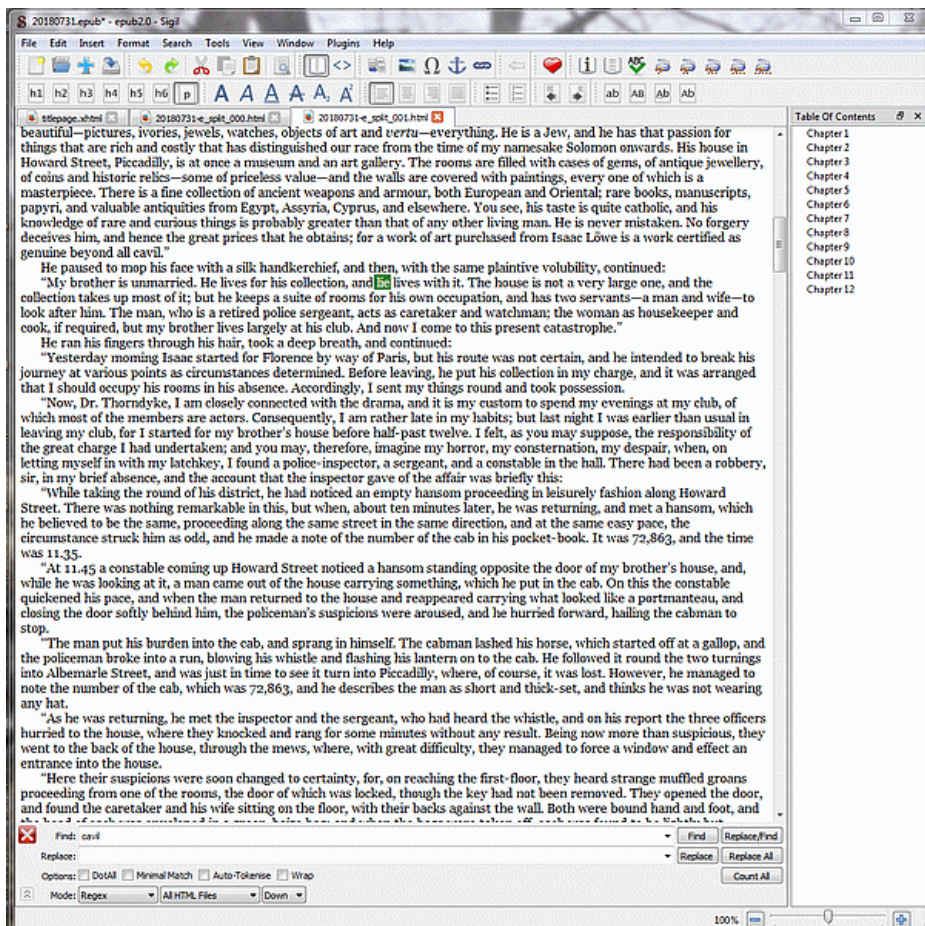 20180731.epub* - epub2.0 - Sigil
File Edit Insert Format Search Tools View Window Plugins Help
h1 h2 h3 h4 h5 h6 p A A A A A A ab AB Ab Ab
titlepage.xhtml 20180731-e_split_000.html 20180731-e_split_001.html
beautiful—pictures, ivories, jewels, watches, objects of art and vertu—everything. He is a Jew, and he has that passion for
things that are rich and costly that has distinguished our race from the time of my namesake Solomon onwards. His house in
Howard Street, Piccadilly, is at once a museum and an art gallery. The rooms are filled with cases of gems, of antique jewellery,
of coins and historic relics—some of priceless value—and the walls are covered with paintings, every one of which is a
masterpiece. There is a fine collection of ancient weapons and armour, both European and Oriental; rare books, manuscripts,
papyri, and valuable antiquities from Egypt, Assyria, Cyprus, and elsewhere. You see, his taste is quite catholic, and his
knowledge of rare and curious things is probably greater than that of any other living man. He is never mistaken. No forgery
deceives him, and hence the great prices that he obtains; for a work of art purchased from Isaac Löwe is a work certified as
genuine beyond all cavil.”
He paused to mop his face with a silk handkerchief, and then, with the same plaintive volubility, continued:
“My brother is unmarried. He lives for his collection, and lie lives with it. The house is not a very large one, and the
collection takes up most of it; but he keeps a suite of rooms for his own occupation, and has two servants—a man and wife—to
look after him. The man, who is a retired police sergeant, acts as caretaker and watchman; the woman as housekeeper and
cook, if required, but my brother lives largely at his club. And now I come to this present catastrophe.”
He ran his fingers through his hair, took a deep breath, and continued:
“Yesterday moming Isaac started for Florence by way of Paris, but his route was not certain, and he intended to break his
journey at various points as circumstances determined. Before leaving, he put his collection in my charge, and it was arranged
that I should occupy his rooms in his absence. Accordingly, I sent my things round and took possession.
“Now, Dr. Thorndyke, I am closely connected with the drama, and it is my custom to spend my evenings at my club, of
which most of the members are actors. Consequently, I am rather late in my habits; but last night I was earlier than usual in
leaving my club, for I started for my brother's house before half-past twelve. I felt, as you may suppose, the responsibility of
the great charge I had undertaken; and you may, therefore, imagine my horror, my consternation, my despair, when, on
letting myself in with my latchkey, I found a police-inspector, a sergeant, and a constable in the hall. There had been a robbery,
sir, in my brief absence, and the account that the inspector gave of the affair was briefly this:
“While taking the round of his district, he had noticed an empty hansom proceeding in leisurely fashion along Howard
Street. There was nothing remarkable in this, but when, about ten minutes later, he was returning, and met a hansom, which
he believed to be the same, proceeding along the same street in the same direction, and at the same easy pace, the
circumstance struck him as odd, and he made a note of the number of the cab in his pocket-book. It was 72,863, and the time
was 11.35.
“At 11.45 a constable coming up Howard Street noticed a hansom standing opposite the door of my brother's house, and,
while he was looking at it, a man came out of the house carrying something, which he put in the cab. On this the constable
quickened his pace, and when the man returned to the house and reappeared carrying what looked like a portmanteau, and
closing the door softly behind him, the policeman's suspicions were aroused, and he hurried forward, hailing the cabman to
stop.
“The man put his burden into the cab, and sprang in himself. The cabman lashed his horse, which started off at a gallop, and
the policeman broke into a run, blowing his whistle and flashing his lantern on to the cab. He followed it round the two turnings
into Albemarle Street, and was just in time to see it turn into Piccadilly, where, of course, it was lost. However, he managed to
note the number of the cab, which was 72,863, and he describes the man as short and thick-set, and thinks he was not wearing
any hat.
“As he was returning, he met the inspector and the sergeant, who had heard the whistle, and on his report the three officers
hurried to the house, where they knocked and rang for some minutes without any result. Being now more than suspicious, they
went to the back of the house, through the mews, where, with great difficulty, they managed to force a window and effect an
entrance into the house.
“Here their suspicions were soon changed to certainty, for, on reaching the first-floor, they heard strange muffled groans
proceeding from one of the rooms, the door of which was locked, though the key had not been removed. They opened the door,
and found the caretaker and his wife sitting on the floor, with their backs against the wall. Both were bound hand and foot, and
Table Of Contents
Chapter 1
Chapter 2
Chapter 3
Chapter 4
Chapter 5
Chapter 6
Chapter 7
Chapter 8
Chapter 9
Chapter 10
Chapter 11
Chapter 12
Find: cavil Find Replace/Find
Replace: Replace Replace All
Options: DotAll Minimal Match Auto-Tokenise Wrap Count All
Mode: Regex All HTML Files Down
100%